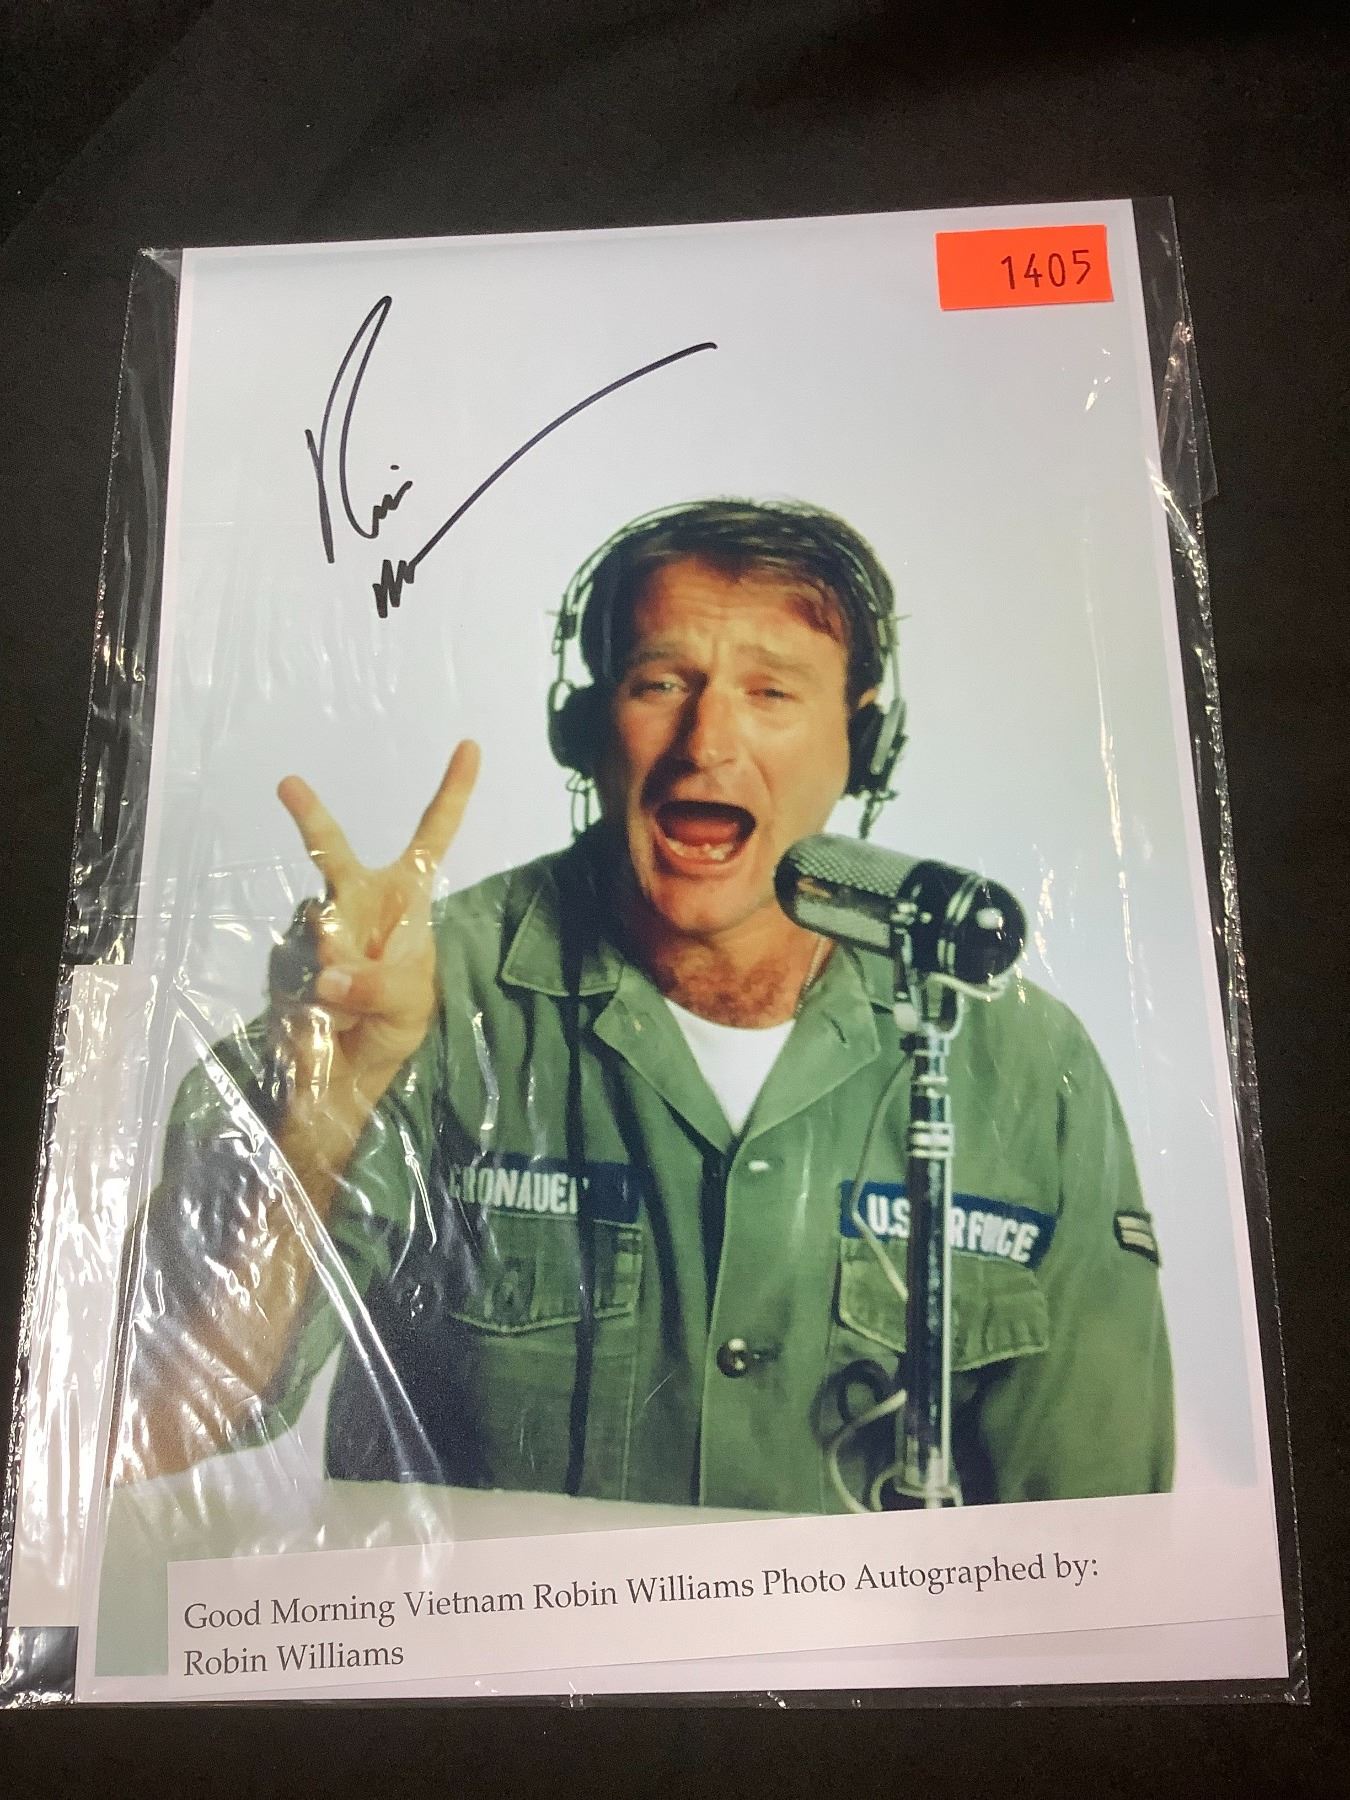 1405
CRONAUER
U.S. AIR FORCE
Good Morning Vietnam Robin Williams Photo Autographed by:
Robin Williams